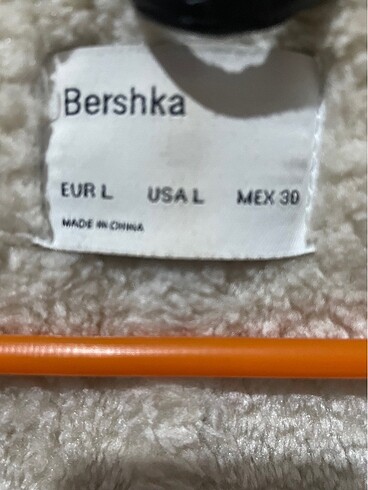 Bershka
EUR L USA L MEX 30
MADE IN CHINA